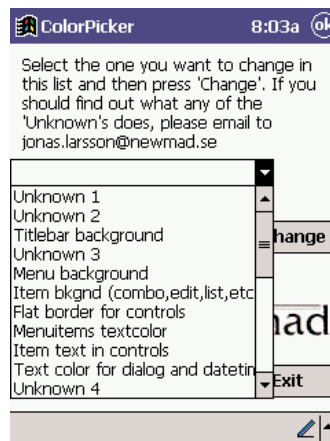 ColorPicker 8:03a ok
Select the one you want to change in
this list and then press 'Change'. If you
should find out what any of the
'Unknown's does, please email to
jonas.larsson@newmad.se
Unknown 1
Unknown 2
Titlebar background
Unknown 3
hange
Menu background
Item bkgnd (combo,edit,list,etc
Flat border for controls
nad
Menuitems textcolor
Item text in controls
Text color for dialog and datetin
Exit
Unknown 4